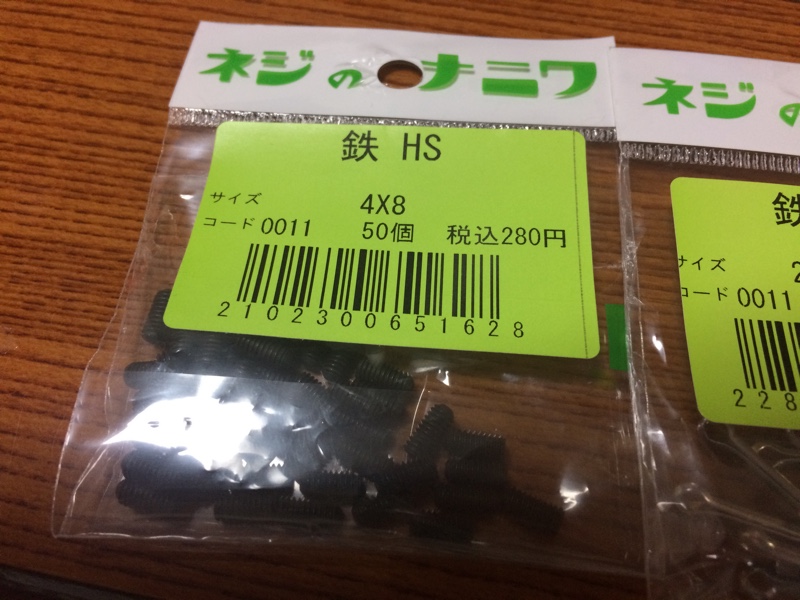 ネジのナニワ
鉄 HS
サイズ 4X8
コード 0011 50個 税込280円
2102300651628
ネジの
鉄
サイズ 2
コード 0011
228